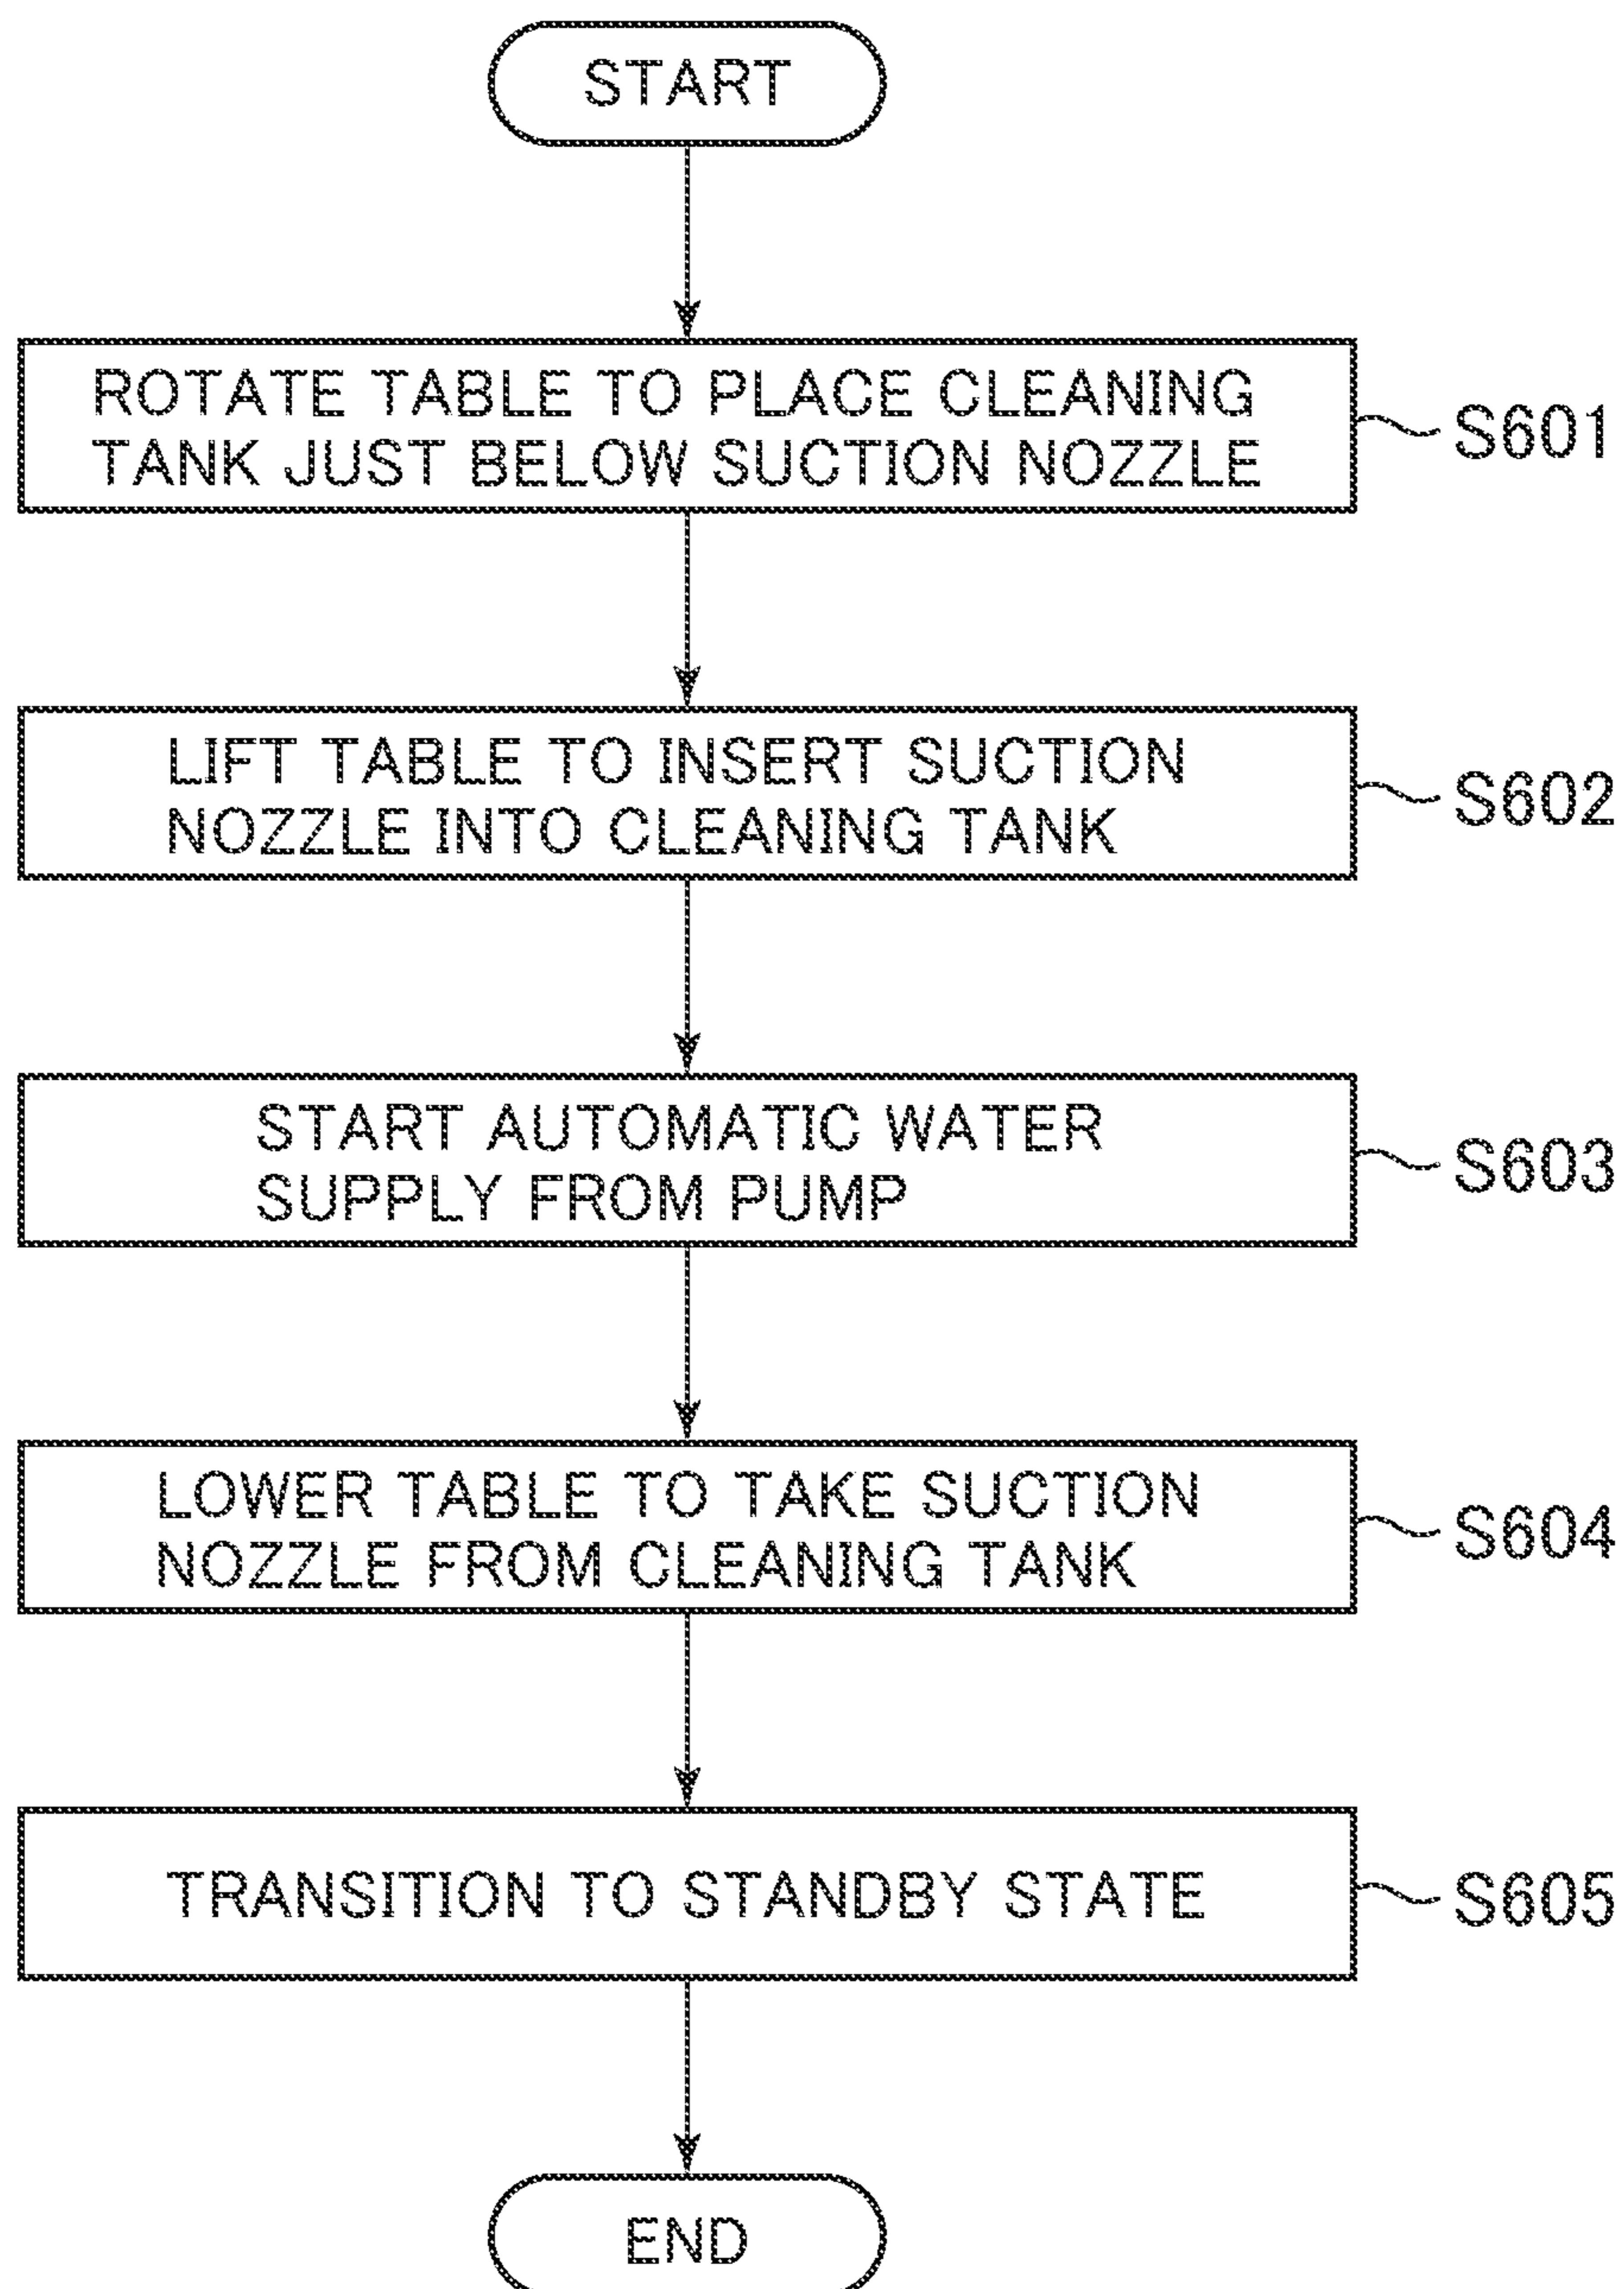 START
ROTATE TABLE TO PLACE CLEANING
TANK JUST BELOW SUCTION NOZZLE
S601
LIFT TABLE TO INSERT SUCTION
NOZZLE INTO CLEANING TANK
S602
START AUTOMATIC WATER
SUPPLY FROM PUMP
S603
LOWER TABLE TO TAKE SUCTION
NOZZLE FROM CLEANING TANK
S604
TRANSITION TO STANDBY STATE
S605
END